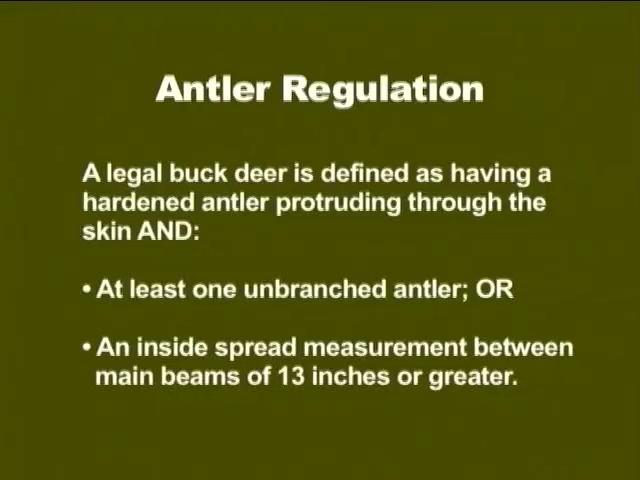 Antler Regulation
A legal buck deer is defined as having a
hardened antler protruding through the
skin AND:
• At least one unbranched antler; OR
• An inside spread measurement between
main beams of 13 inches or greater.